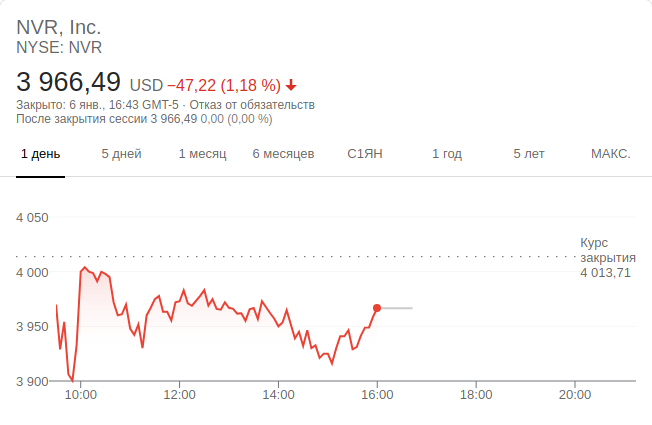 NVR, Inc.
NYSE: NVR
3 966,49 USD −47,22 (1,18 %)
Закрыто: 6 янв., 16:43 GMT-5 · Отказ от обязательств
После закрытия сессии 3 966,49 0,00 (0,00 %)
1 день 5 дней 1 месяц 6 месяцев С1ЯН 1 год 5 лет МАКС.
4 050
Курс
закрытия
4 013,71
4 000
3 950
3 900
10:00 12:00 14:00 16:00 18:00 20:00